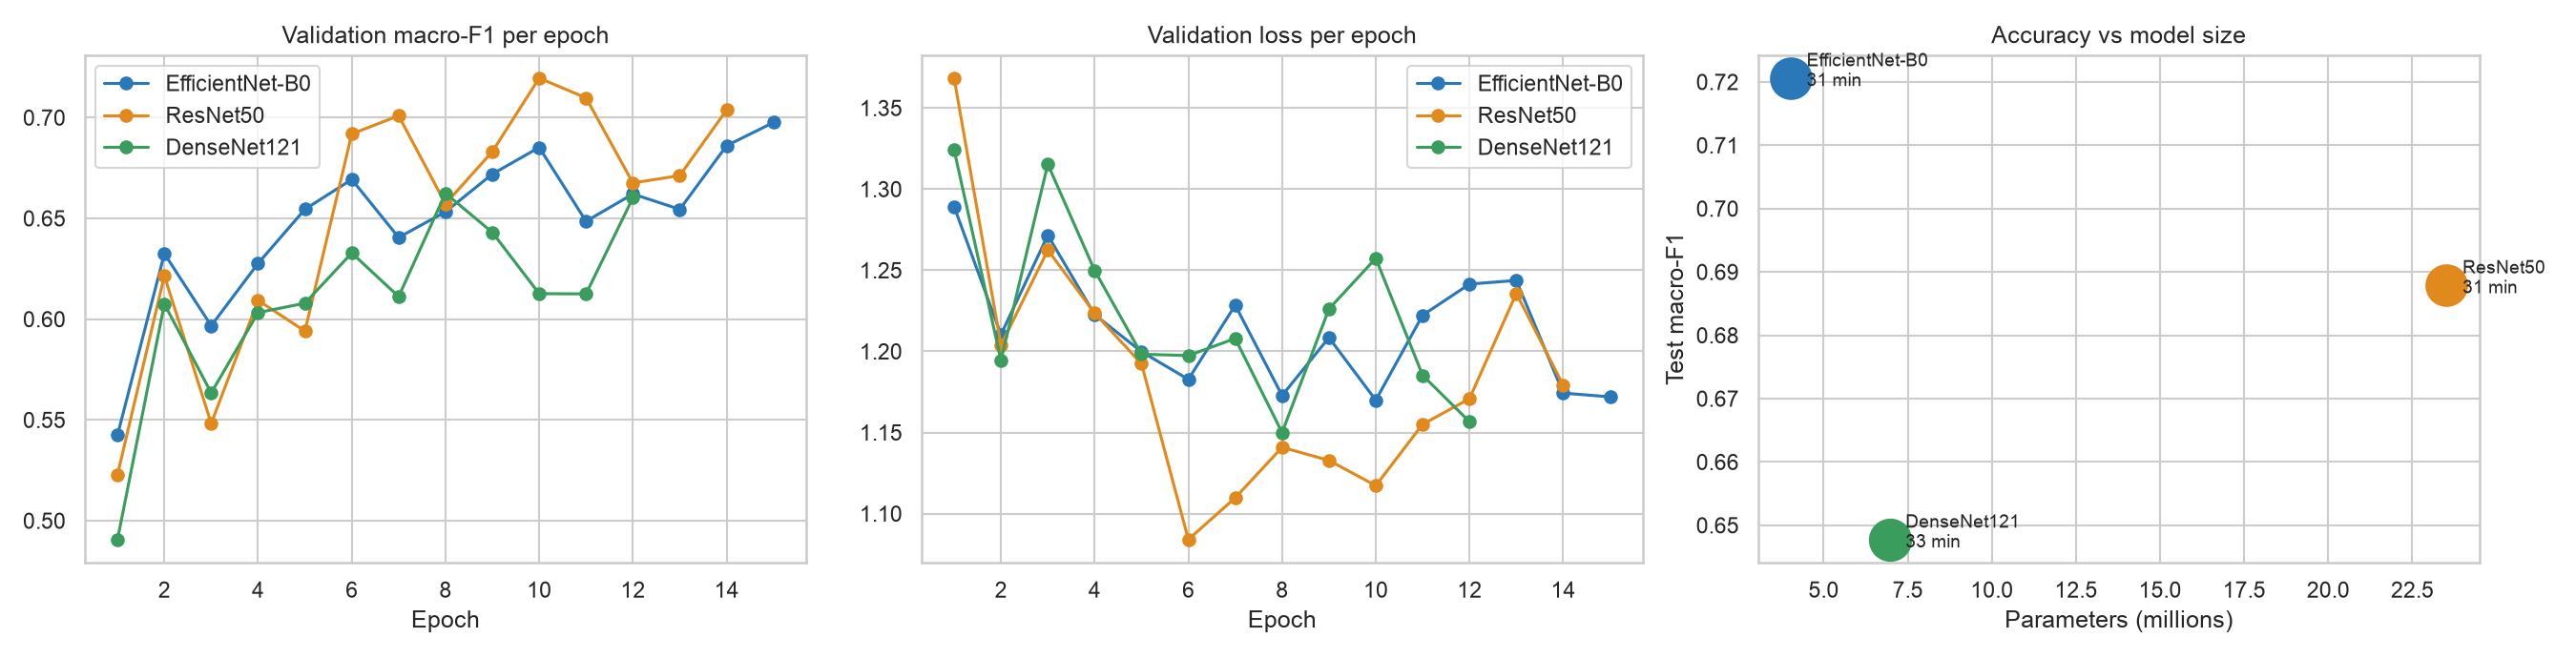 Validation macro-F1 per epoch
EfficientNet-B0
ResNet50
DenseNet121
0.70
0.65
0.60
0.55
0.50
2 4 6 8 10 12 14
Epoch
Validation loss per epoch
EfficientNet-B0
ResNet50
DenseNet121
1.35
1.30
1.25
1.20
1.15
1.10
2 4 6 8 10 12 14
Epoch
Accuracy vs model size
Test macro-F1
0.72
0.71
0.70
0.69
0.68
0.67
0.66
0.65
EfficientNet-B0
31 min
ResNet50
31 min
DenseNet121
33 min
5.0 7.5 10.0 12.5 15.0 17.5 20.0 22.5
Parameters (millions)